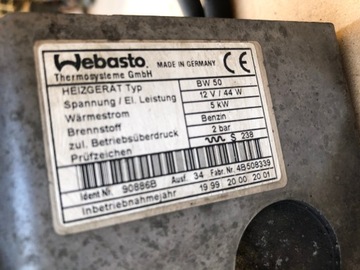 Webasto MADE IN GERMANY CE
Thermosysteme GmbH
HEIZGERÄT Typ BW 50
Spannung / El. Leistung 12 V / 44 W
Wärmestrom 5 kW
Brennstoff Benzin
zul. Betriebsüberdruck 2 bar
Prüfzeichen S 238
Ident Nr. 90886B Ausf. 34 Fabr. Nr. 4B508339
Inbetriebnahmejahr 19 99 20 00 20 01